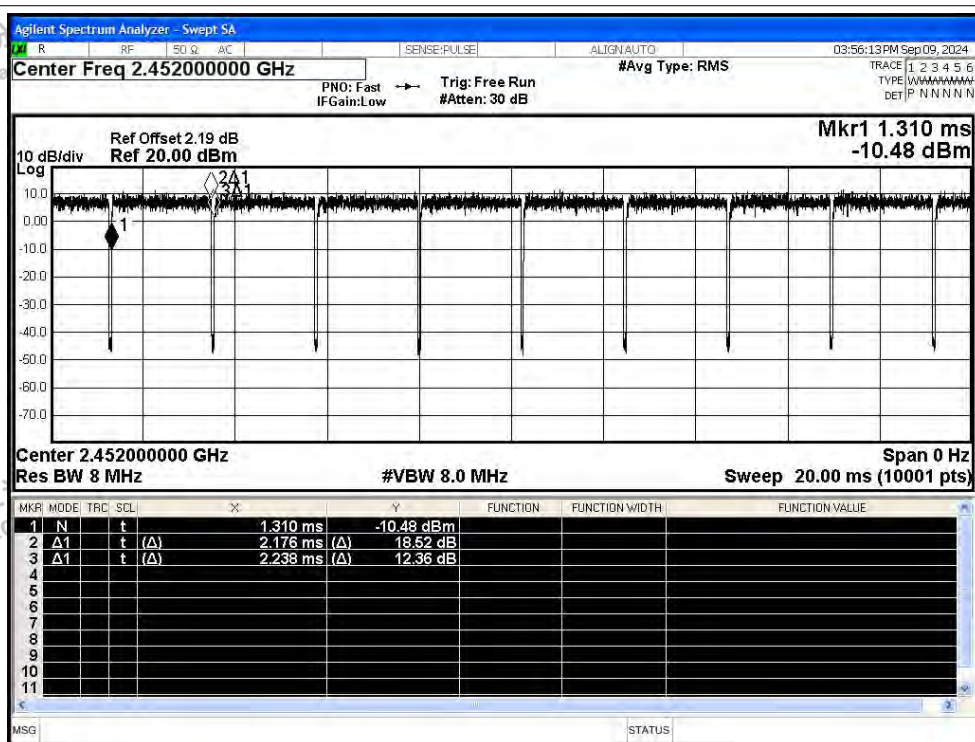 Agilent Spectrum Analyzer - Swept SA
LXI R RF 50 Ω AC SENSE:PULSE ALIGN AUTO 03:56:13 PM Sep 09, 2024
Center Freq 2.452000000 GHz #Avg Type: RMS TRACE 1 2 3 4 5 6
PNO: Fast Trig: Free Run TYPE WWWWWW
IFGain:Low #Atten: 30 dB DET P N N N N N
Mkr1 1.310 ms
Ref Offset 2.19 dB
10 dB/div Ref 20.00 dBm -10.48 dBm
Log
2Δ1
3Δ1
10.0
0.00
1
-10.0
-20.0
-30.0
-40.0
-50.0
-60.0
-70.0
Center 2.452000000 GHz Span 0 Hz
Res BW 8 MHz #VBW 8.0 MHz Sweep 20.00 ms (10001 pts)
MKR MODE TRC SCL X Y FUNCTION FUNCTION WIDTH FUNCTION VALUE
1 N t 1.310 ms -10.48 dBm
2 Δ1 t (Δ) 2.176 ms (Δ) 18.52 dB
3 Δ1 t (Δ) 2.238 ms (Δ) 12.36 dB
4
5
6
7
8
9
10
11
MSG STATUS